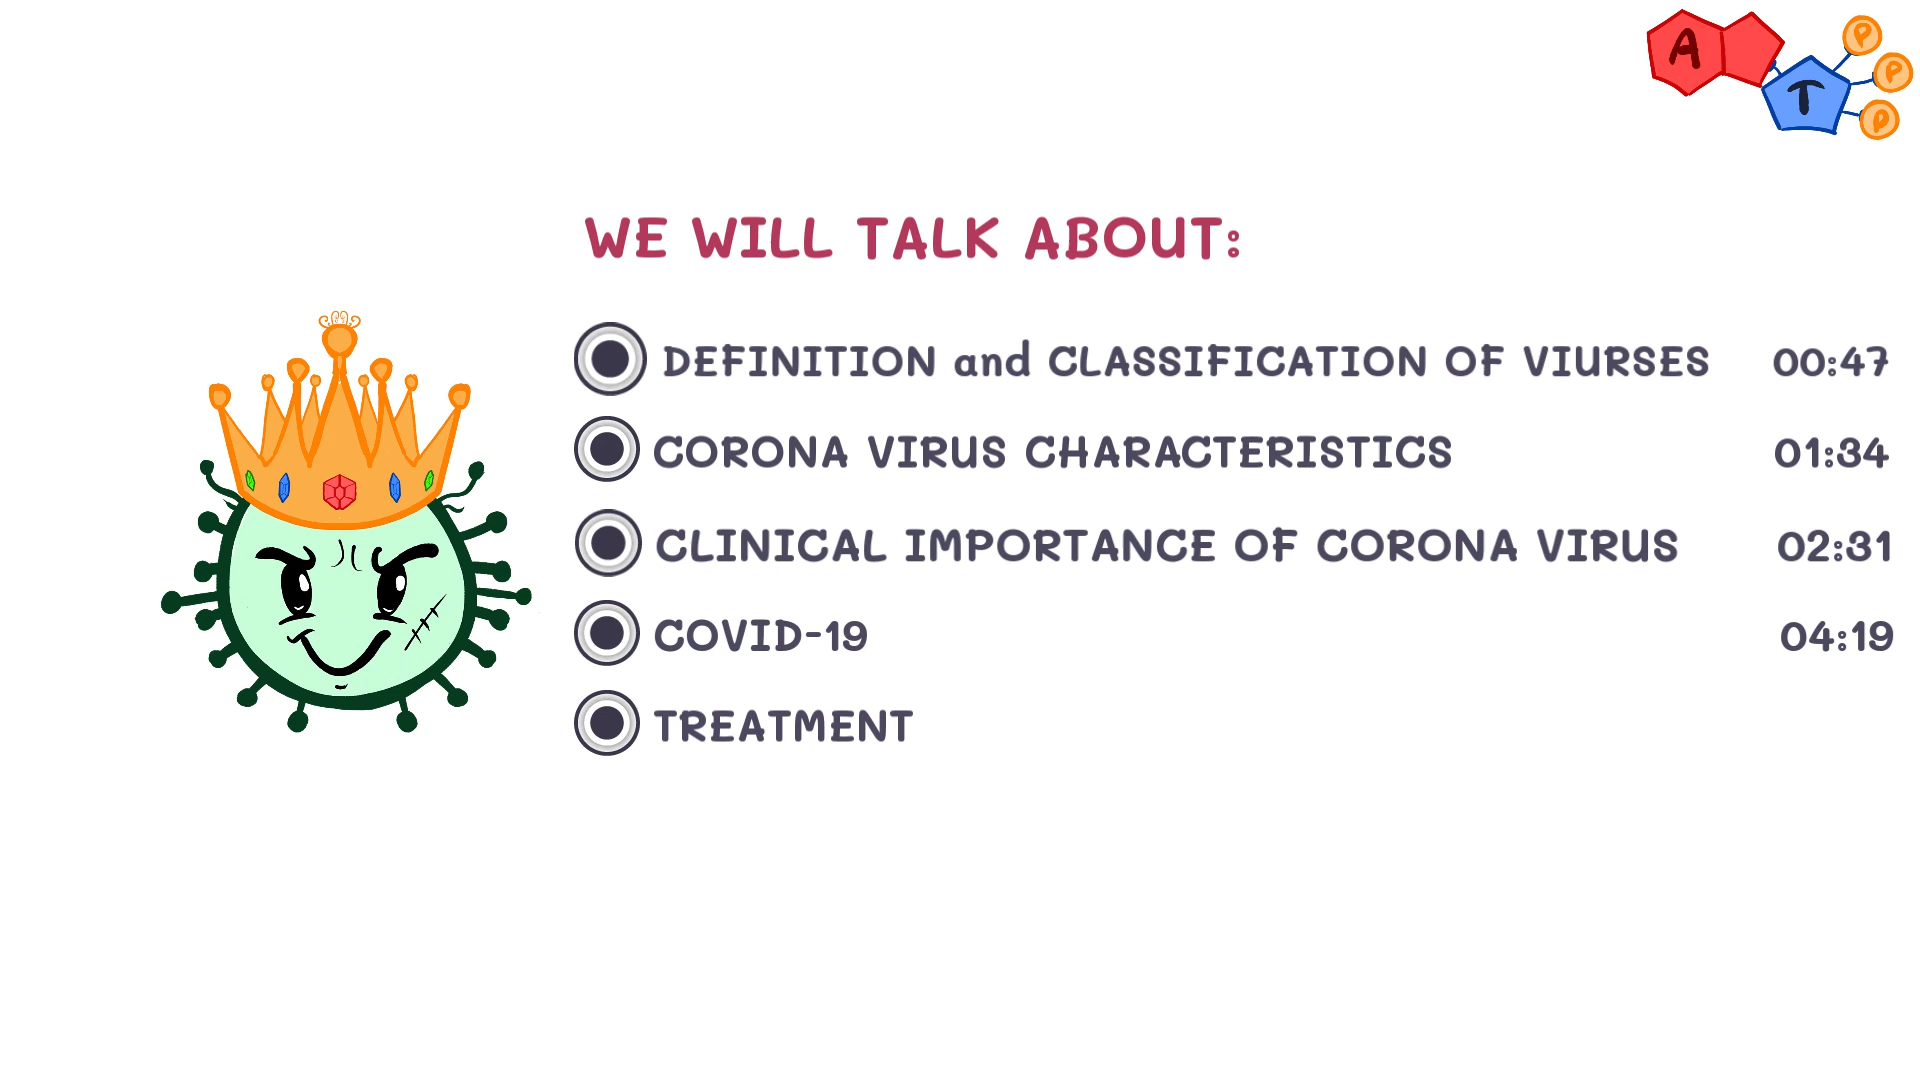 A
T
P
P
P
WE WILL TALK ABOUT:
DEFINITION and CLASSIFICATION OF VIURSES 00:47
CORONA VIRUS CHARACTERISTICS 01:34
CLINICAL IMPORTANCE OF CORONA VIRUS 02:31
COVID-19 04:19
TREATMENT